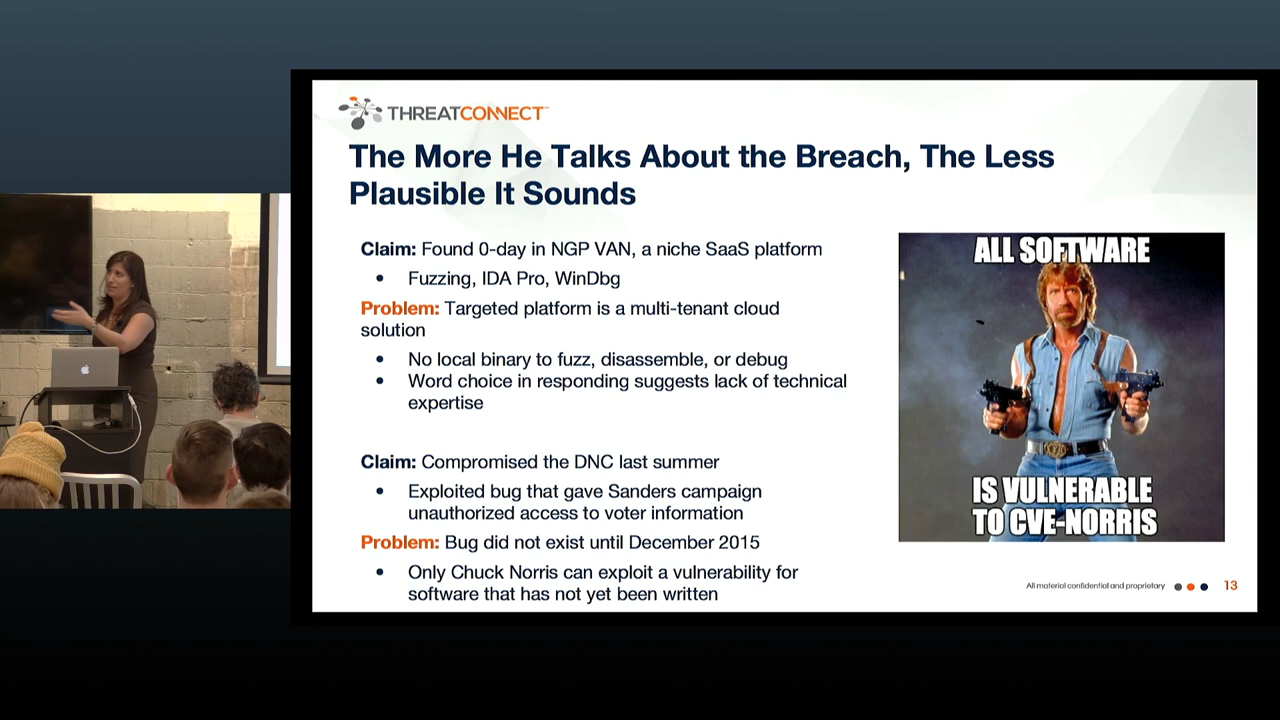 THREATCONNECT™
The More He Talks About the Breach, The Less
Plausible It Sounds
Claim: Found 0-day in NGP VAN, a niche SaaS platform
• Fuzzing, IDA Pro, WinDbg
Problem: Targeted platform is a multi-tenant cloud
solution
• No local binary to fuzz, disassemble, or debug
• Word choice in responding suggests lack of technical
expertise
Claim: Compromised the DNC last summer
• Exploited bug that gave Sanders campaign
unauthorized access to voter information
Problem: Bug did not exist until December 2015
• Only Chuck Norris can exploit a vulnerability for
software that has not yet been written
ALL SOFTWARE
IS VULNERABLE
TO CVE-NORRIS
All material confidential and proprietary
13